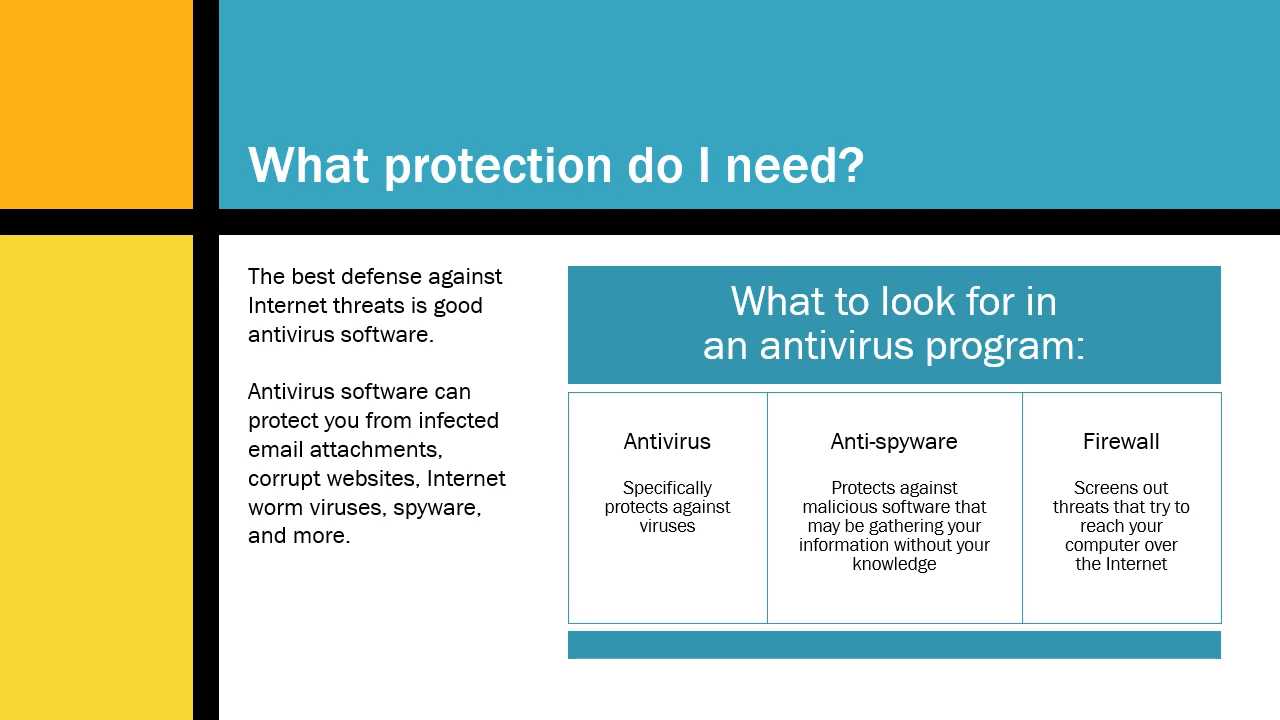 What protection do I need?
The best defense against
Internet threats is good
antivirus software.
Antivirus software can
protect you from infected
email attachments,
corrupt websites, Internet
worm viruses, spyware,
and more.
What to look for in
an antivirus program:
Antivirus
Specifically
protects against
viruses
Anti-spyware
Protects against
malicious software that
may be gathering your
information without your
knowledge
Firewall
Screens out
threats that try to
reach your
computer over
the Internet